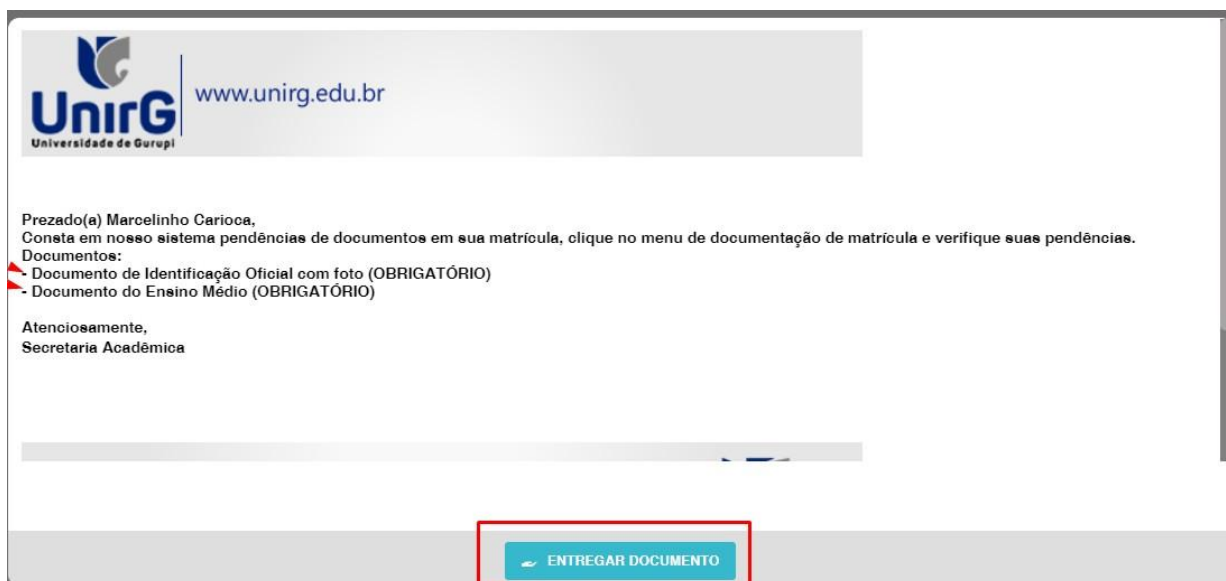 UnirG
Universidade de Gurupi
www.unirg.edu.br
Prezado(a) Marcelinho Carioca,
Consta em nosso sistema pendências de documentos em sua matrícula, clique no menu de documentação de matrícula e verifique suas pendências.
Documentos:
- Documento de Identificação Oficial com foto (OBRIGATÓRIO)
- Documento do Ensino Médio (OBRIGATÓRIO)
Atenciosamente,
Secretaria Acadêmica
ENTREGAR DOCUMENTO